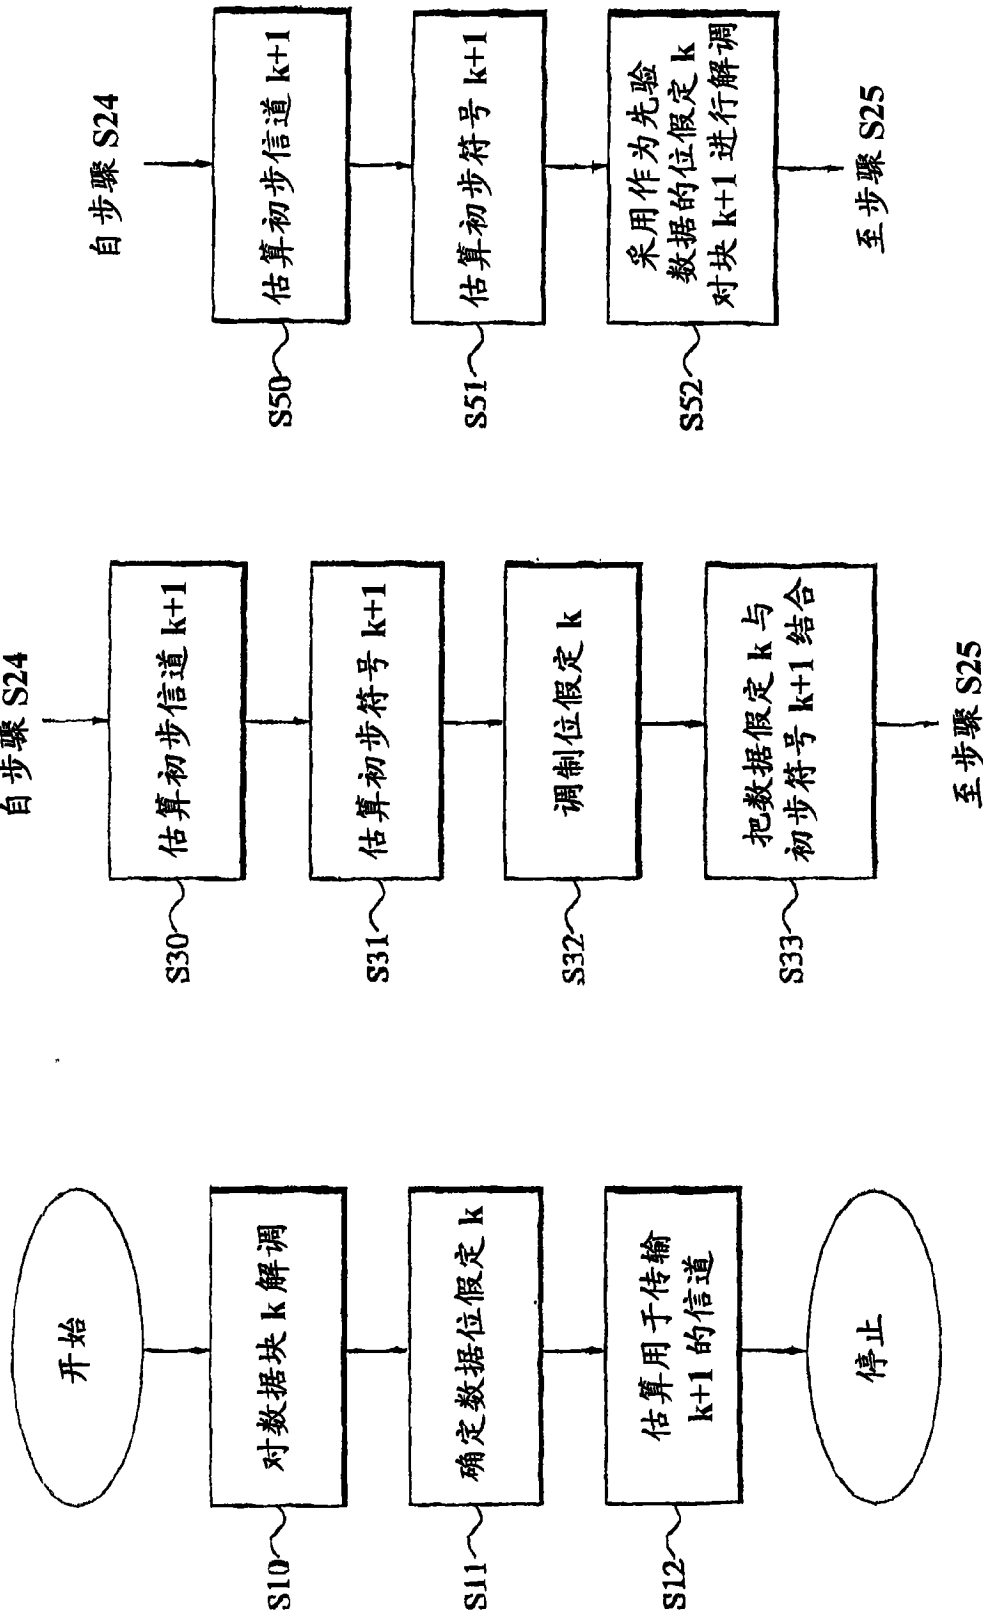 开始
S10
对数据块 k 解调
S11
确定数据位假定 k
S12
估算用于传输
k+1 的信道
停止
自步骤 S24
S30
估算初步信道 k+1
S31
估算初步符号 k+1
S32
调制位假定 k
S33
把数据假定 k 与
初步符号 k+1 结合
至步骤 S25
自步骤 S24
S50
估算初步信道 k+1
S51
估算初步符号 k+1
S52
采用作为先验
数据的位假定 k
对块 k+1 进行解调
至步骤 S25